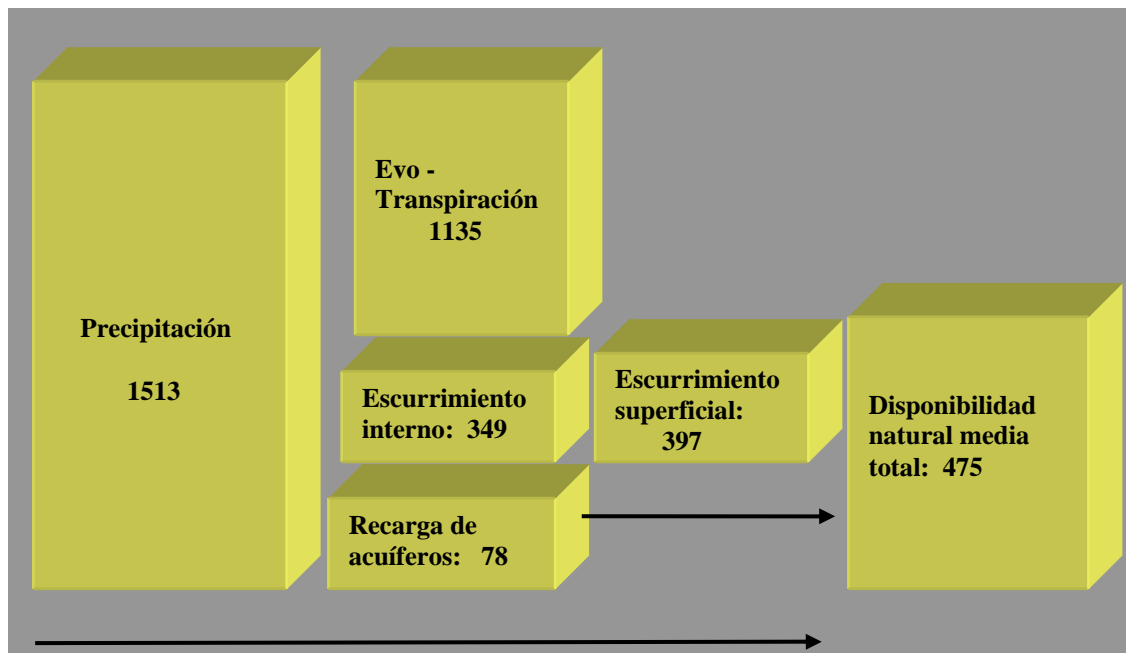 Precipitación
1513
Evo -
Transpiración
1135
Escurrimiento
interno: 349
Recarga de
acuíferos: 78
Escurrimiento
superficial:
397
Disponibilidad
natural media
total: 475